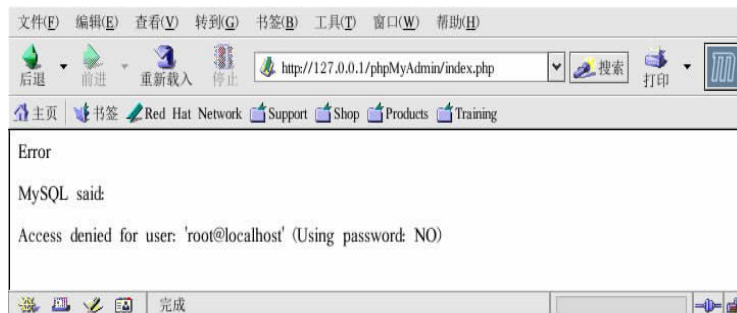 文件(F) 编辑(E) 查看(V) 转到(G) 书签(B) 工具(T) 窗口(W) 帮助(H)
后退 前进 重新载入 停止 http://127.0.0.1/phpMyAdmin/index.php 搜索 打印
主页 书签 Red Hat Network Support Shop Products Training
Error
MySQL said:
Access denied for user: 'root@localhost' (Using password: NO)
完成